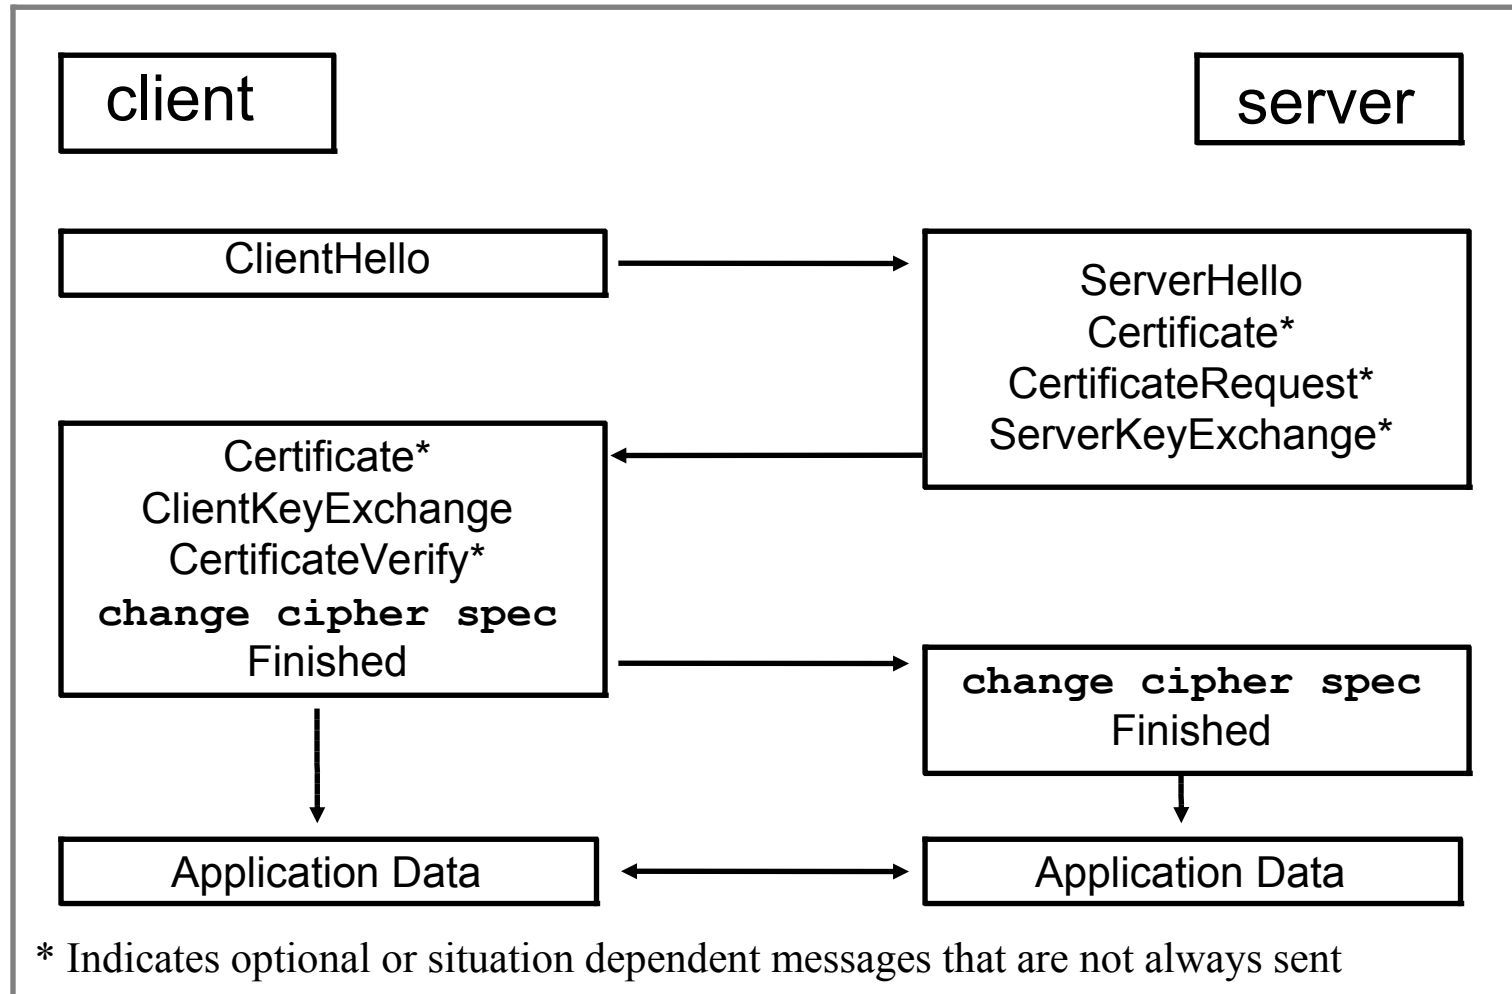 client
server
ClientHello
ServerHello
Certificate*
CertificateRequest*
ServerKeyExchange*
Certificate*
ClientKeyExchange
CertificateVerify*
change cipher spec
Finished
change cipher spec
Finished
Application Data
Application Data
* Indicates optional or situation dependent messages that are not always sent